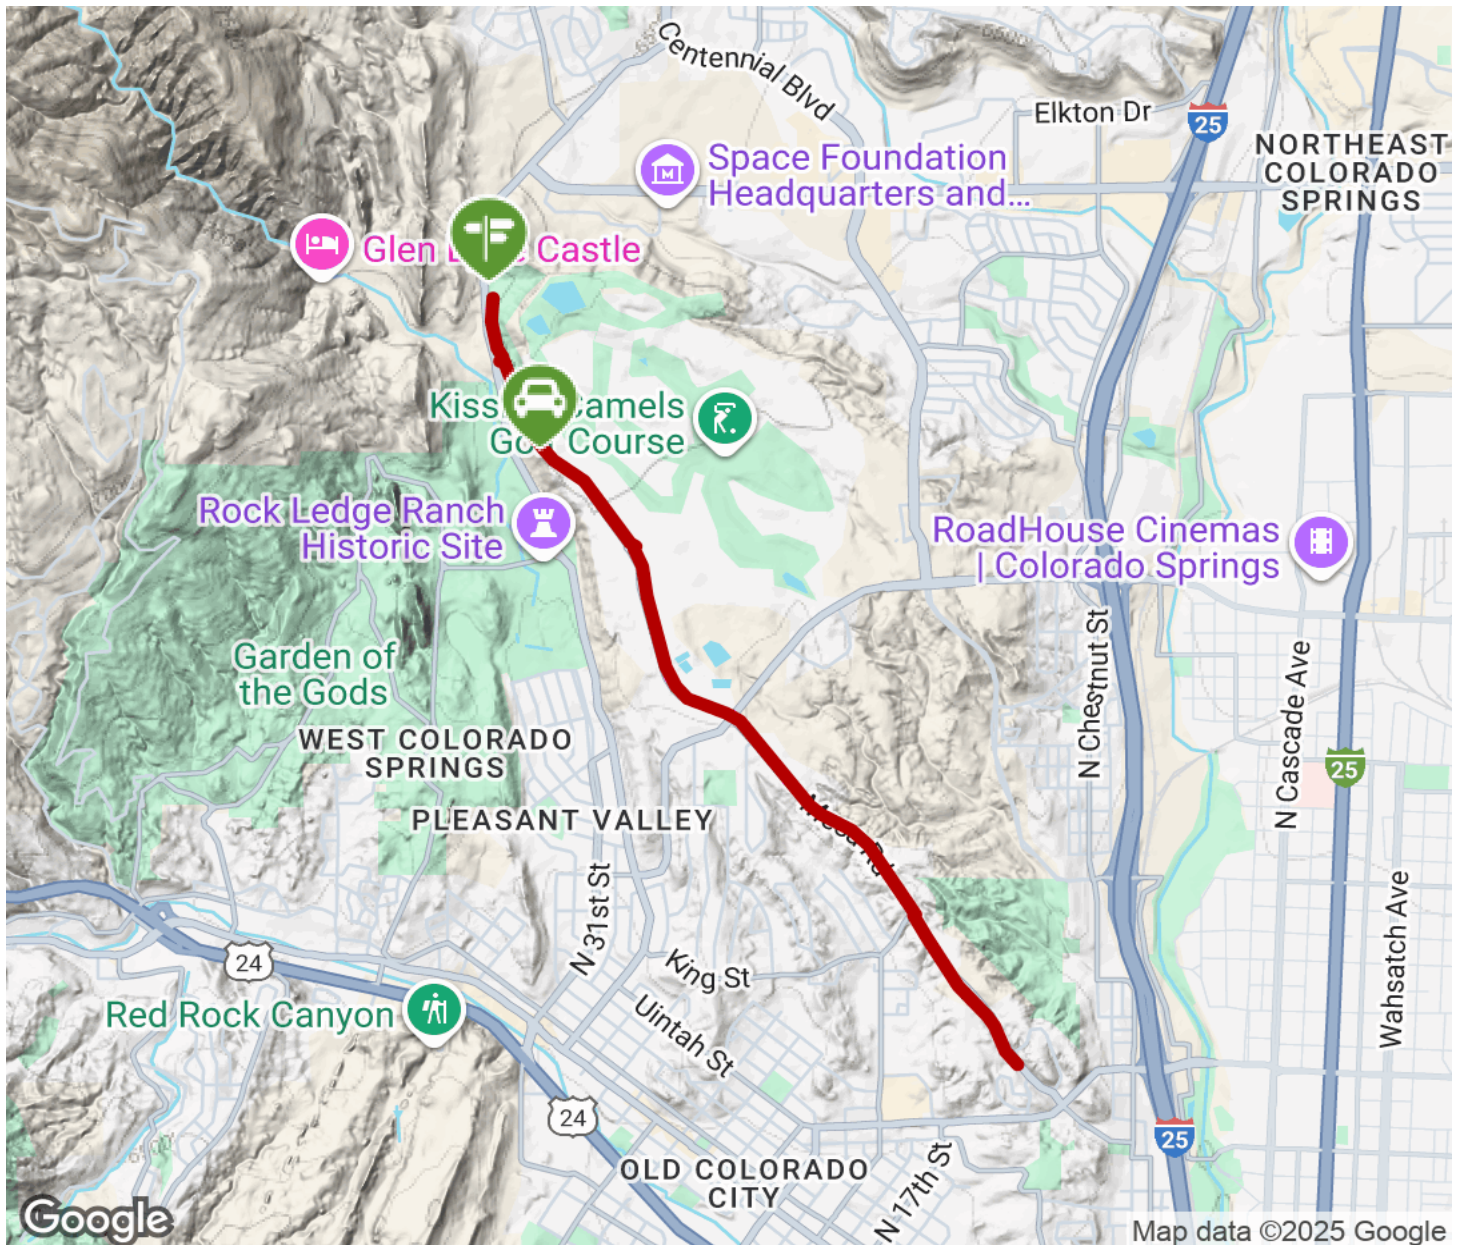 Centennial Blvd
Elkton Dr
25
NORTHEAST
COLORADO
SPRINGS
Space Foundation
Headquarters and...
Glen Castle
Camels
Course
Rock Ledge Ranch
Historic Site
RoadHouse Cinemas
| Colorado Springs
Garden of
the Gods
WEST COLORADO
SPRINGS
N Chestnut St
N Cascade Ave
25
PLEASANT VALLEY
Mesa Rd
N 31st St
Wahsatch Ave
24
King St
Red Rock Canyon
Uintah St
24
25
OLD COLORADO
CITY
N 17th St
Google
Map data ©2025 Google